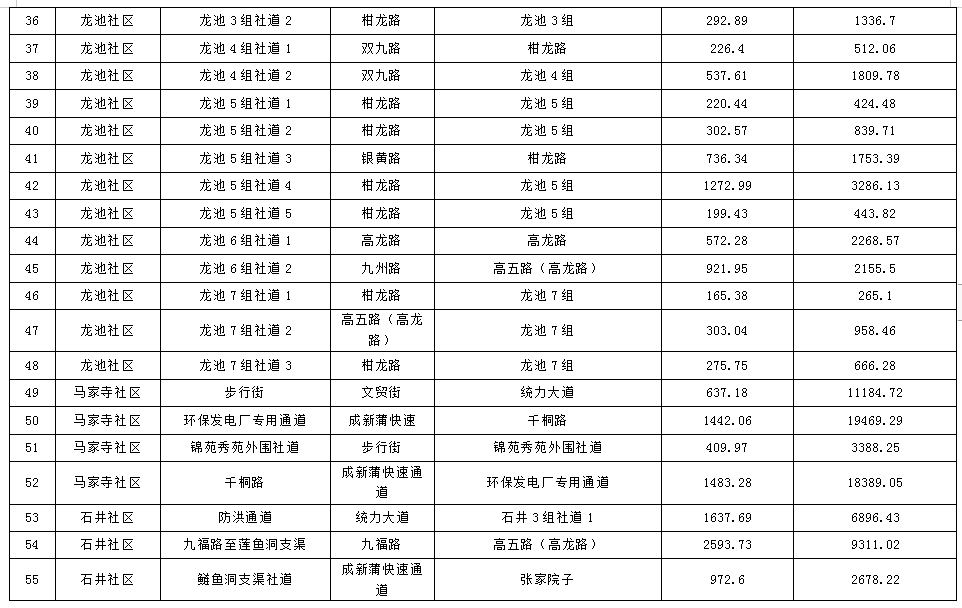 36 龙池社区 龙池3组社道2 柑龙路 龙池3组 292.89 1336.7
37 龙池社区 龙池4组社道1 双九路 柑龙路 226.4 512.06
38 龙池社区 龙池4组社道2 双九路 龙池4组 537.61 1809.78
39 龙池社区 龙池5组社道1 柑龙路 龙池5组 220.44 424.48
40 龙池社区 龙池5组社道2 柑龙路 龙池5组 302.57 839.71
41 龙池社区 龙池5组社道3 银黄路 柑龙路 736.34 1753.39
42 龙池社区 龙池5组社道4 柑龙路 龙池5组 1272.99 3286.13
43 龙池社区 龙池5组社道5 柑龙路 龙池5组 199.43 443.82
44 龙池社区 龙池6组社道1 高龙路 高龙路 572.28 2268.57
45 龙池社区 龙池6组社道2 九州路 高五路（高龙路） 921.95 2155.5
46 龙池社区 龙池7组社道1 柑龙路 龙池7组 165.38 265.1
47 龙池社区 龙池7组社道2 高五路（高龙
路） 龙池7组 303.04 958.46
48 龙池社区 龙池7组社道3 柑龙路 龙池7组 275.75 666.28
49 马家寺社区 步行街 文贸街 统力大道 637.18 11184.72
50 马家寺社区 环保发电厂专用通道 成新蒲快速 千桐路 1442.06 19469.29
51 马家寺社区 锦苑秀苑外围社道 步行街 锦苑秀苑外围社道 409.97 3388.25
52 马家寺社区 千桐路 成新蒲快速通
道 环保发电厂专用通道 1483.28 18389.05
53 石井社区 防洪通道 统力大道 石井3组社道1 1637.69 6896.43
54 石井社区 九福路至莲鱼洞支渠 九福路 高五路（高龙路） 2593.73 9311.02
55 石井社区 鲢鱼洞支渠社道 成新蒲快速通
道 张家院子 972.6 2678.22